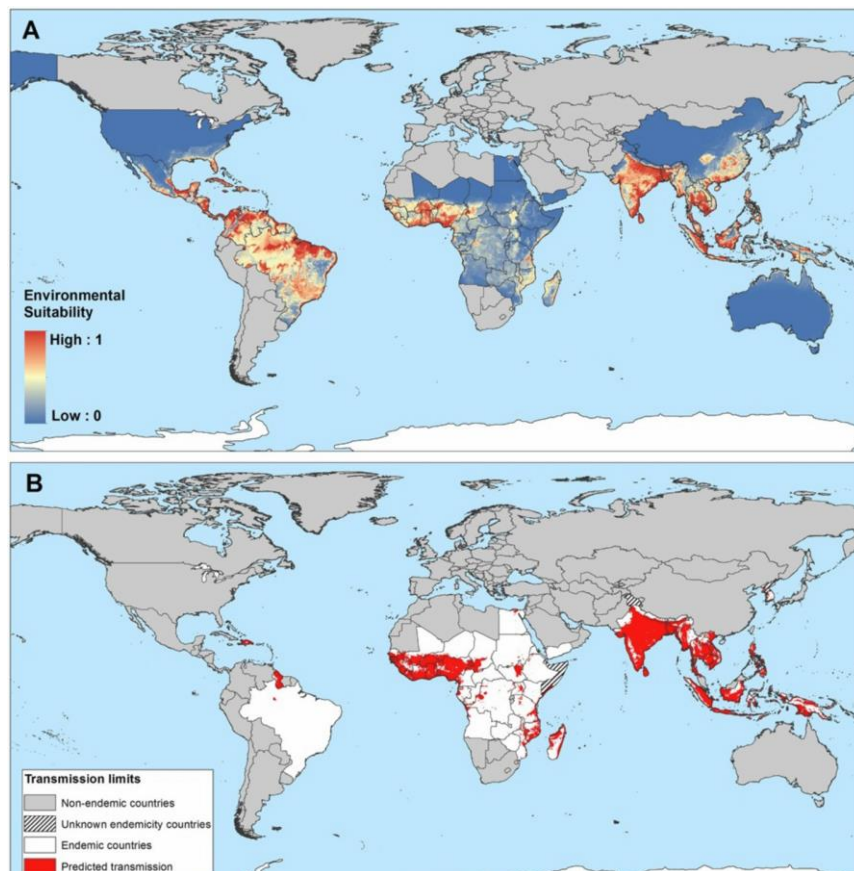 A
Environmental
Suitability
High : 1
Low : 0
B
Transmission limits
Non-endemic countries
Unknown endemicity countries
Endemic countries
Predicted transmission